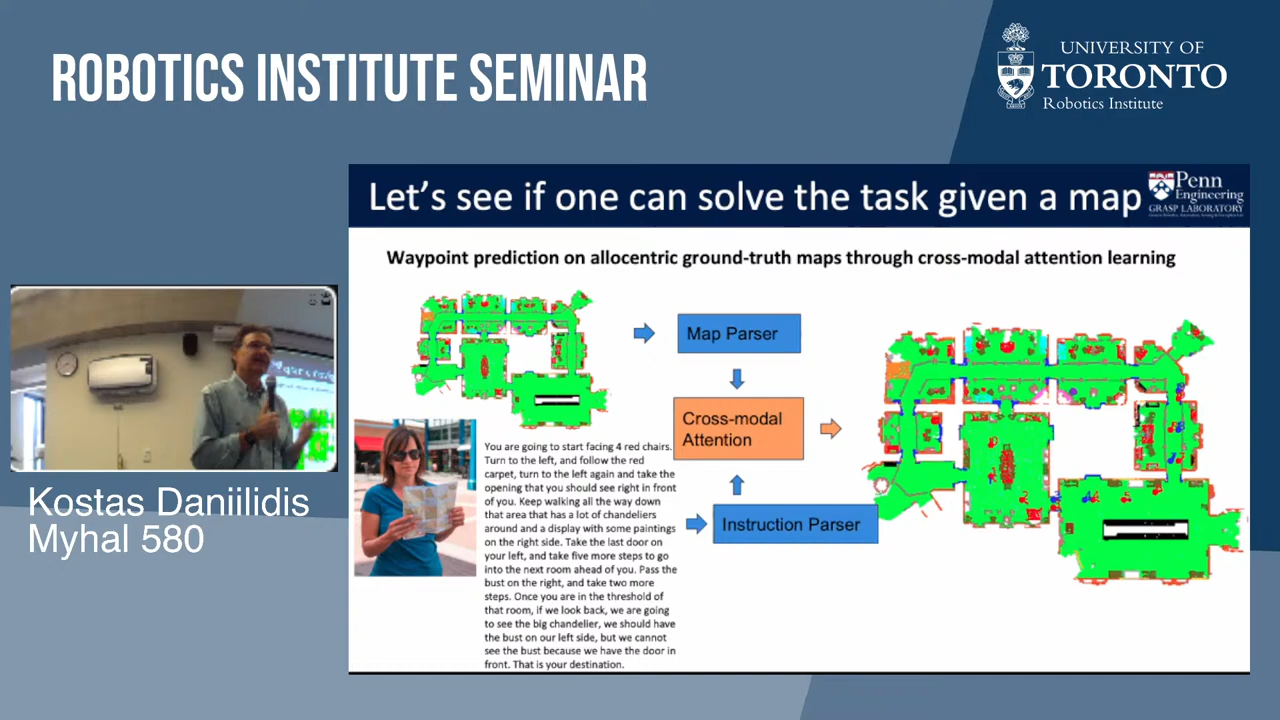 ROBOTICS INSTITUTE SEMINAR
UNIVERSITY OF
TORONTO
Robotics Institute
Let's see if one can solve the task given a map
Penn
Engineering
GRASP LABORATORY
Waypoint prediction on allocentric ground-truth maps through cross-modal attention learning
Map Parser
Cross-modal
Attention
Instruction Parser
You are going to start facing 4 red chairs.
Turn to the left, and follow the red
carpet, turn to the left again and take the
opening that you should see right in front
of you. Keep walking all the way down
that area that has a lot of chandeliers
around and a display with some paintings
on the right side. Take the last door on
your left, and take five more steps to go
into the next room ahead of you. Pass the
bust on the right, and take two more
steps. Once you are in the threshold of
that room, if we look back, we are going
to see the big chandelier, we should have
the bust on our left side, but we cannot
see the bust because we have the door in
front. That is your destination.
Kostas Daniilidis
Myhal 580